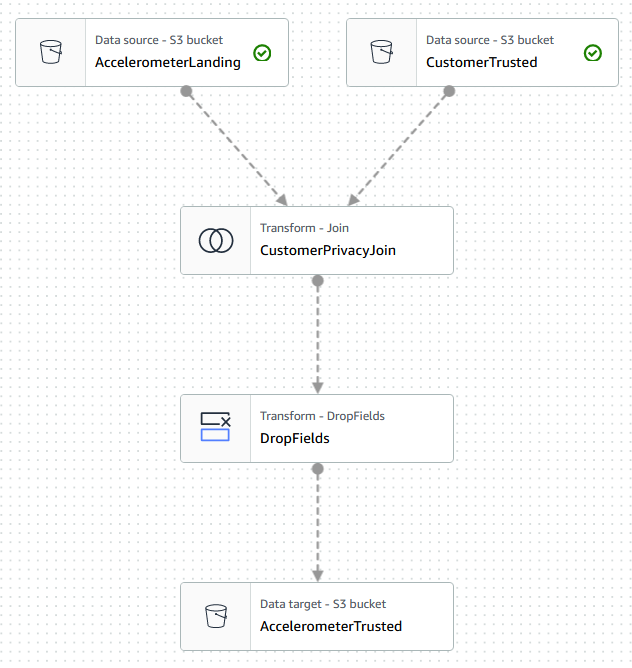 Data source - S3 bucket
AccelerometerLanding
Data source - S3 bucket
CustomerTrusted
Transform - Join
CustomerPrivacyJoin
Transform - DropFields
DropFields
Data target - S3 bucket
AccelerometerTrusted